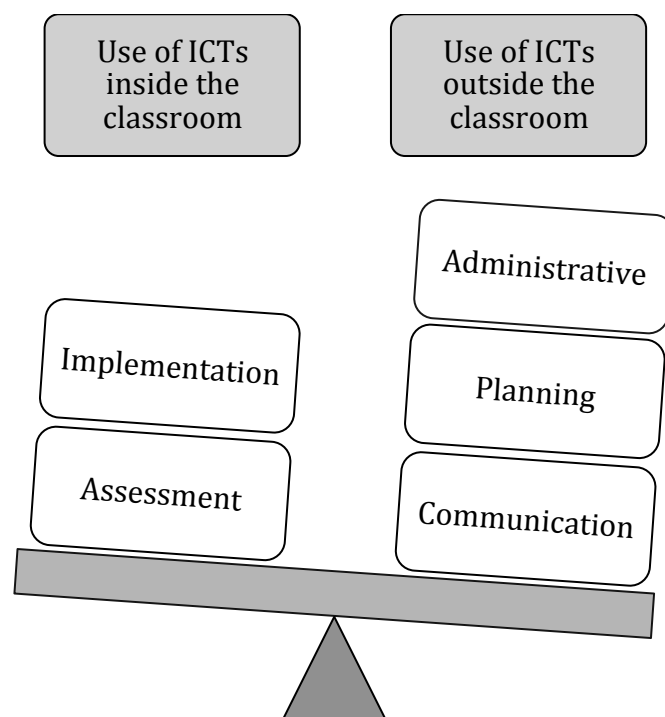 Use of ICTs
inside the
classroom
Use of ICTs
outside the
classroom
Administrative
Implementation
Planning
Assessment
Communication